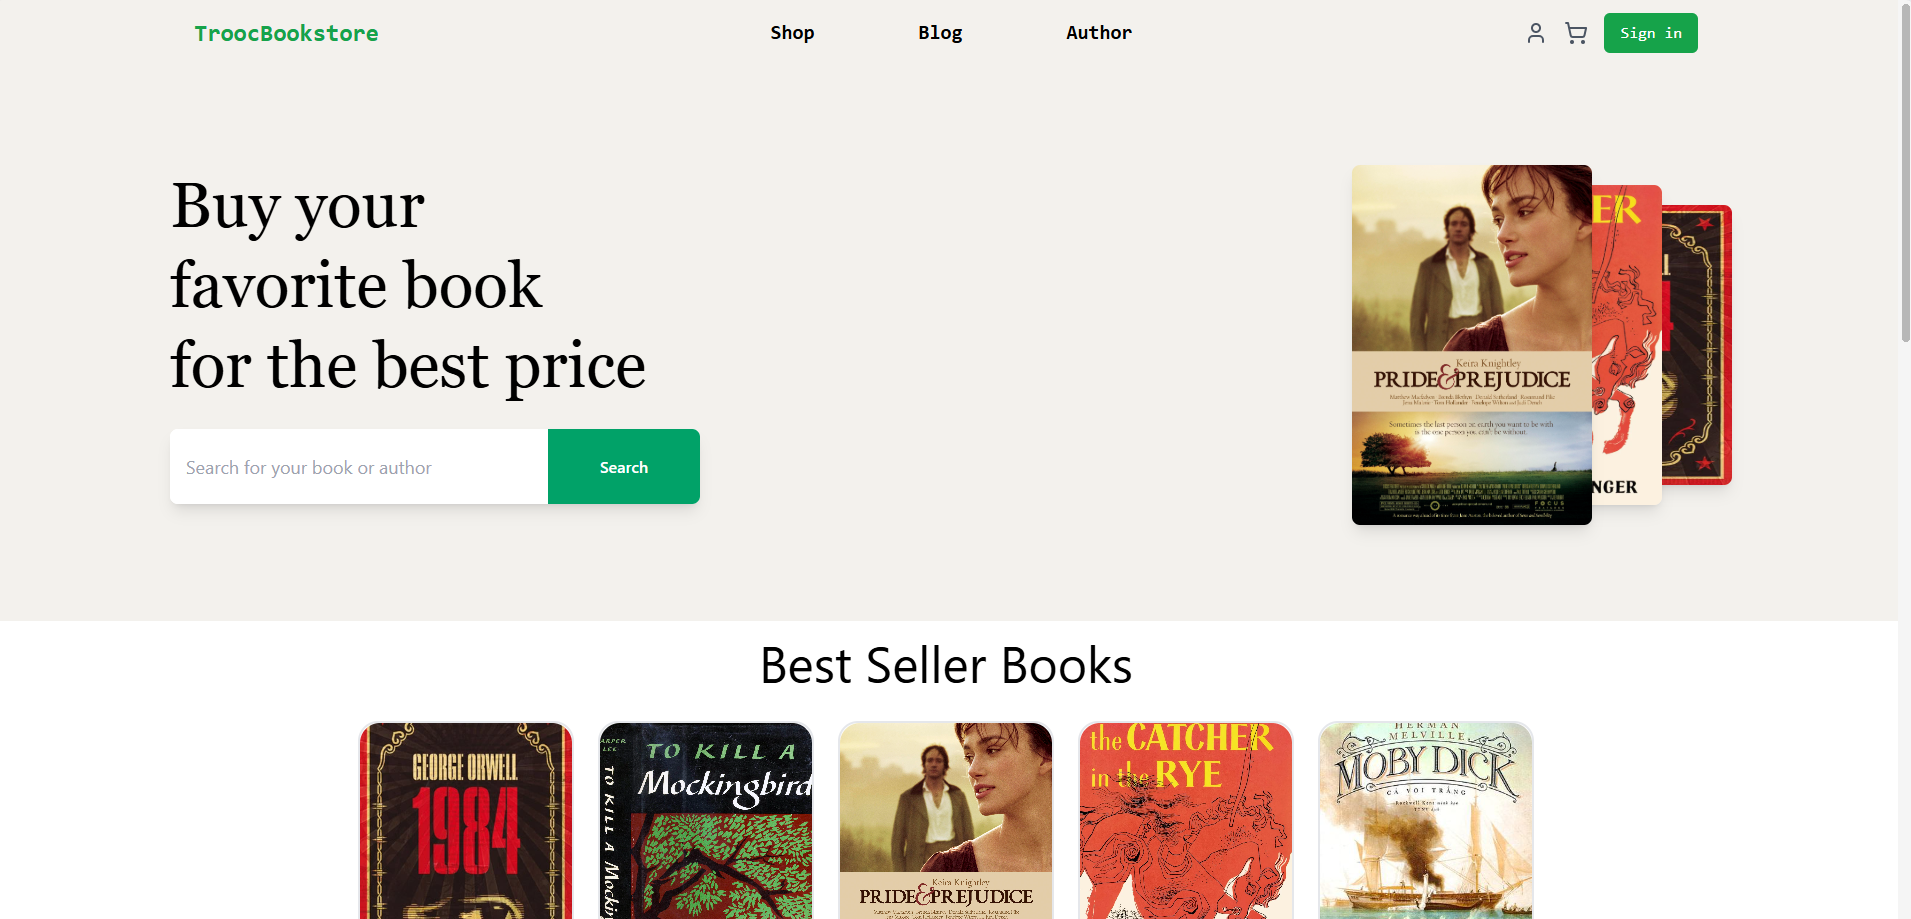 TroocBookstore
Shop
Blog
Author
Sign in
Buy your
favorite book
for the best price
Search for your book or author
Search
Keira Knightley
PRIDE & PREJUDICE
Sometimes the last person on earth you want to be with
is the one person you can't be without.
FOCUS
ER
NGER
Best Seller Books
GEORGE ORWELL
1984
HARPER
LEE
TO KILL A
Mockingbird
TO KILL A Mockin
Keira Knightley
PRIDE & PREJUDICE
the CATCHER
in the RYE
HERMAN
MELVILLE
MOBY DICK
CÁ VOI TRẮNG